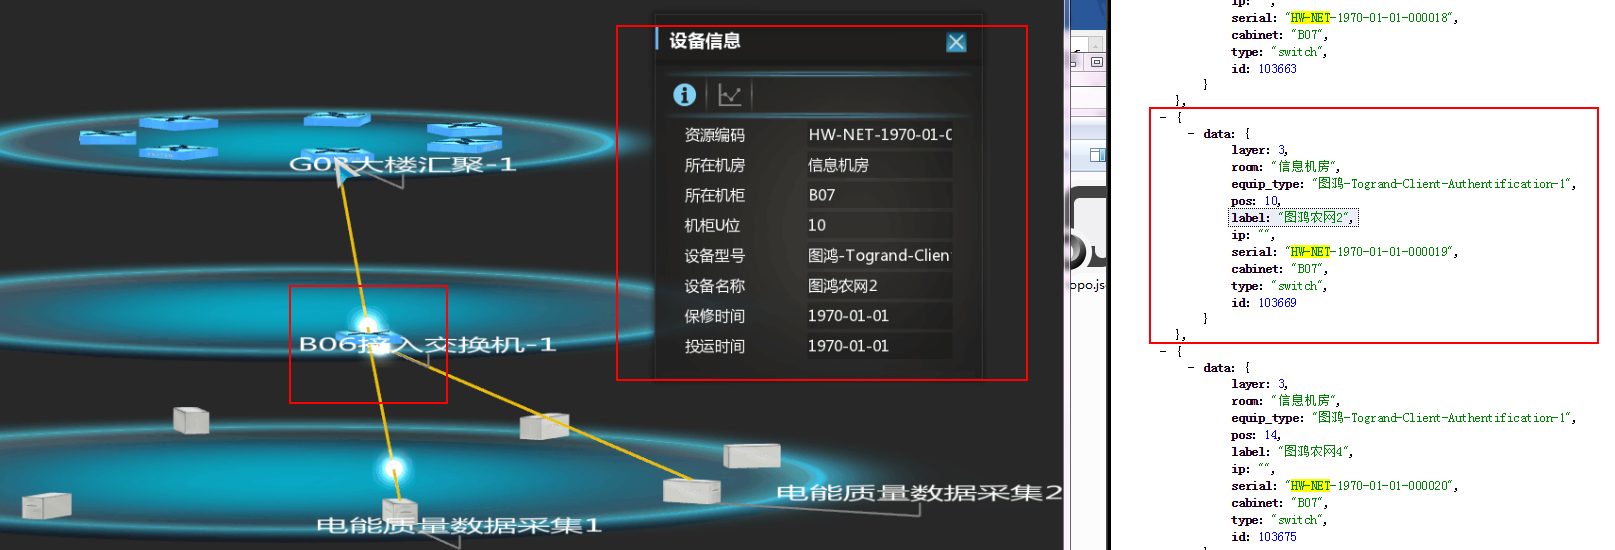 设备信息
资源编码 HW-NET-1970-01-0
所在机房 信息机房
所在机柜 B07
机柜U位 10
设备型号 图鸿-Togrand-Clien
设备名称 图鸿农网2
保修时间 1970-01-01
投运时间 1970-01-01
大楼汇聚-1
B06接入交换机-1
电能质量数据采集2
电能质量数据采集1
opo.js
ip: "",
serial: "HW-NET-1970-01-01-000018",
cabinet: "B07",
type: "switch",
id: 103663
}
},
- {
- data: {
layer: 3,
room: "信息机房",
equip_type: "图鸿-Togrand-Client-Authentification-1",
pos: 10,
label: "图鸿农网2",
ip: "",
serial: "HW-NET-1970-01-01-000019",
cabinet: "B07",
type: "switch",
id: 103669
}
},
- {
- data: {
layer: 3,
room: "信息机房",
equip_type: "图鸿-Togrand-Client-Authentification-1",
pos: 14,
label: "图鸿农网4",
ip: "",
serial: "HW-NET-1970-01-01-000020",
cabinet: "B07",
type: "switch",
id: 103675